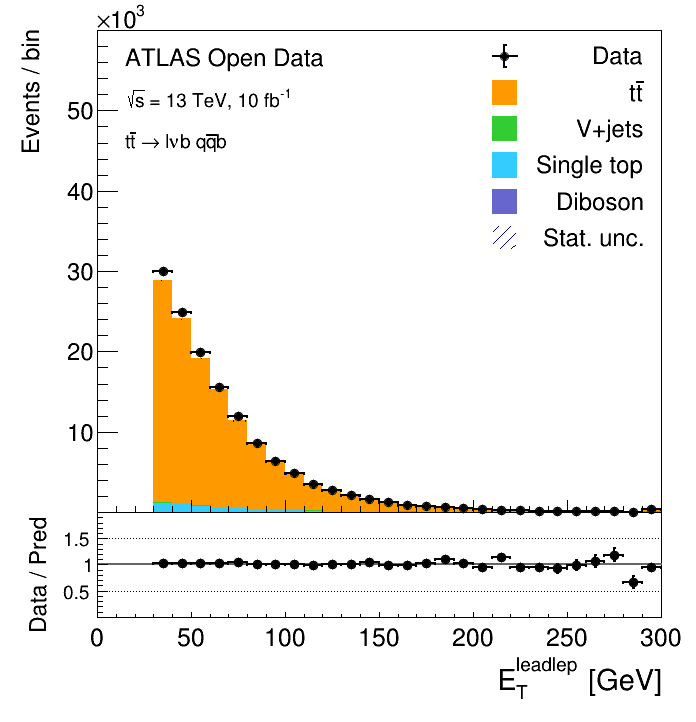 ×10³
Events / bin
50
40
30
20
10
ATLAS Open Data
√s = 13 TeV, 10 fb⁻¹
tt̄ → lνb qq̄b
Data
tt̄
V+jets
Single top
Diboson
Stat. unc.
Data / Pred
1.5
1
0.5
0 50 100 150 200 250 300
E_T^leadlep [GeV]